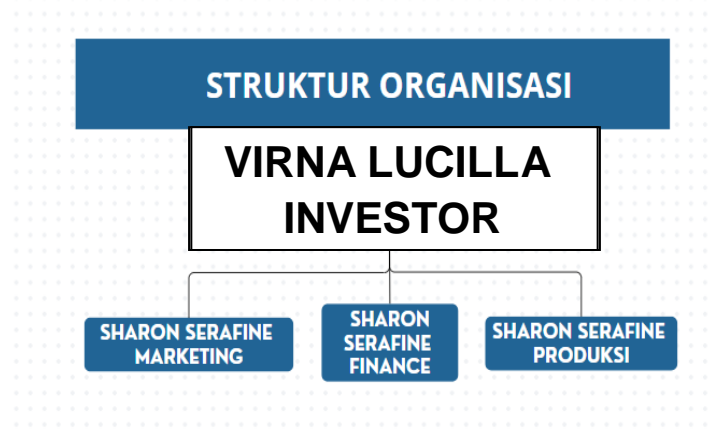 STRUKTUR ORGANISASI
VIRNA LUCILLA
INVESTOR
SHARON SERAFINE
MARKETING
SHARON
SERAFINE
FINANCE
SHARON SERAFINE
PRODUKSI